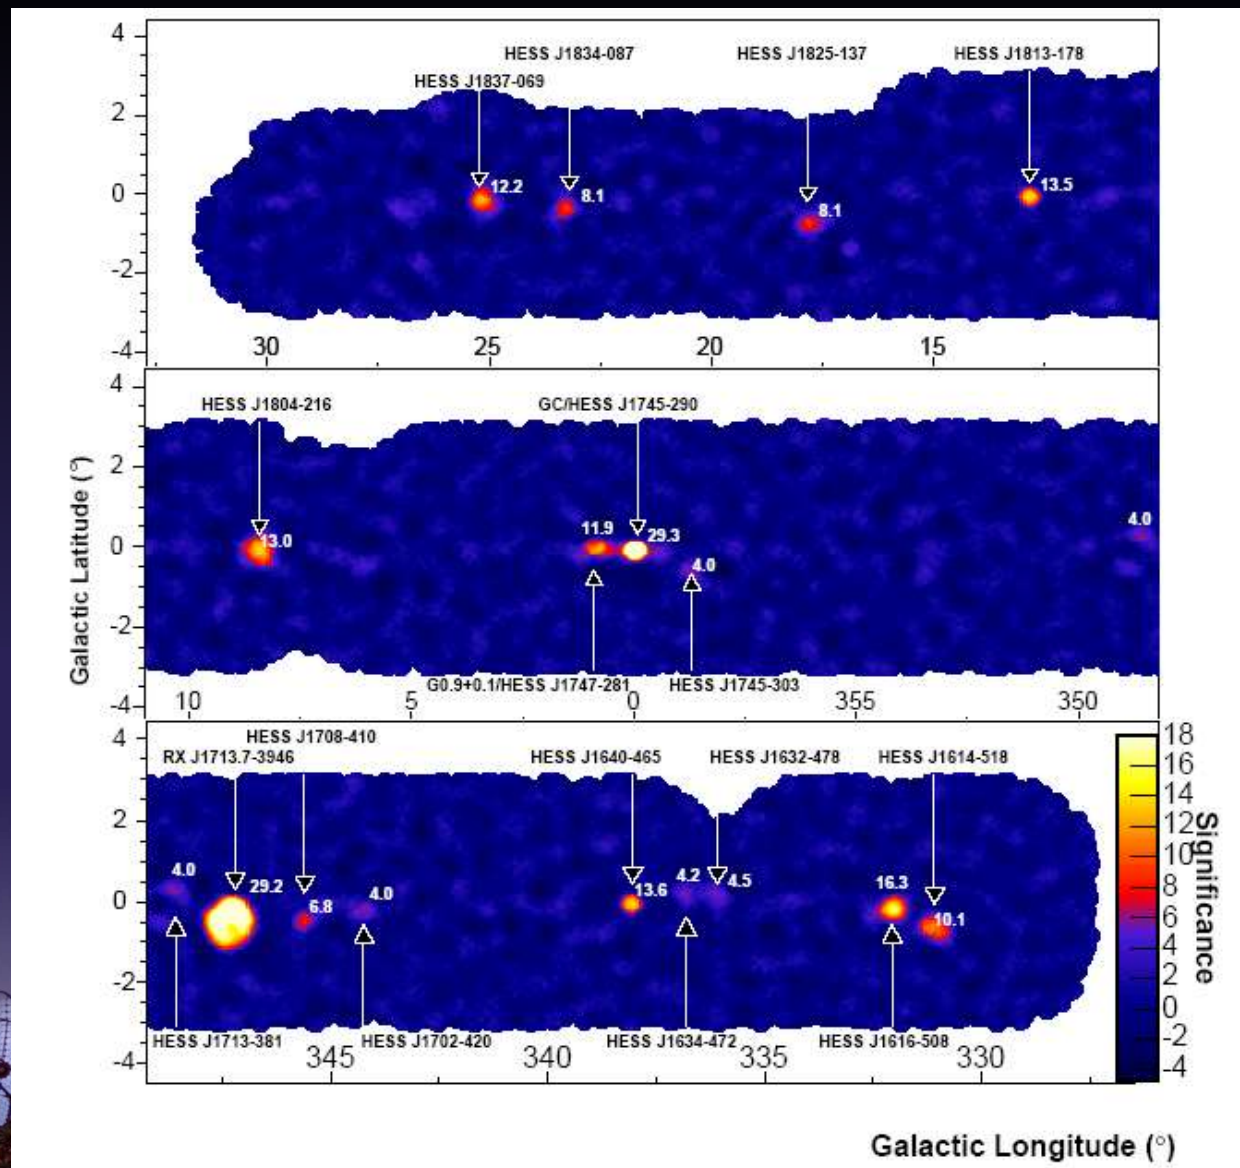 4
HESS J1834-087
HESS J1825-137
HESS J1813-178
HESS J1837-069
2
0
12.2
8.1
8.1
13.5
-2
-4
30
25
20
15
4
HESS J1804-216
GC/HESS J1745-290
2
0
13.0
11.9
29.3
4.0
4.0
-2
G0.9+0.1/HESS J1747-281
HESS J1745-303
-4
10
5
0
355
350
Galactic Latitude (°)
4
HESS J1708-410
RX J1713.7-3946
HESS J1640-465
HESS J1632-478
HESS J1614-518
2
0
4.0
29.2
6.8
4.0
13.6
4.2
4.5
16.3
10.1
-2
HESS J1713-381
HESS J1702-420
HESS J1634-472
HESS J1616-508
-4
345
340
335
330
18
16
14
12
10
8
6
4
2
0
-2
-4
Significance
Galactic Longitude (°)